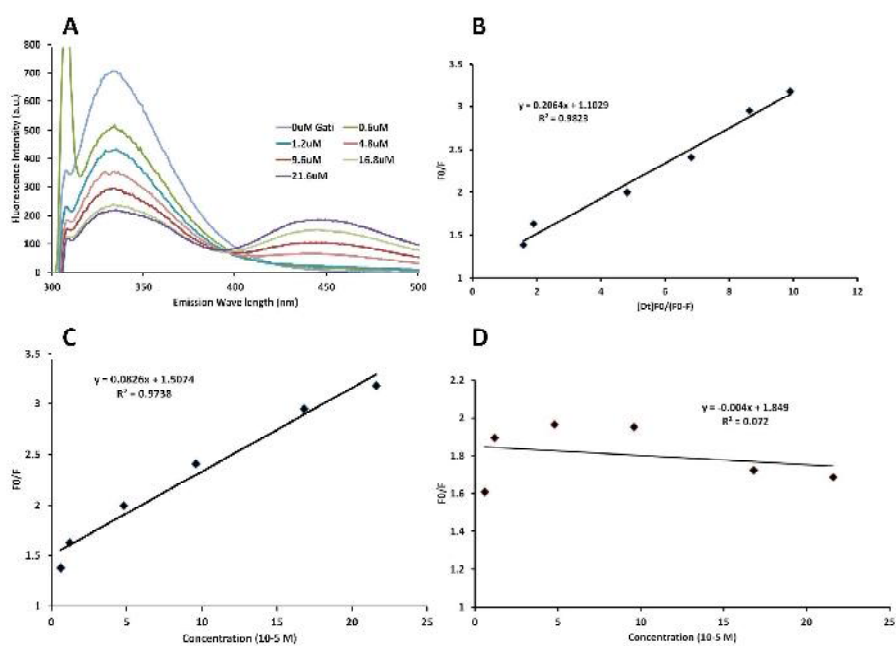 A
Fluorescence Intensity (a.u.)
800
700
600
500
400
300
200
100
0
300
350
400
450
500
Emission Wave length (nm)
0uM Gati
0.6uM
1.2uM
4.8uM
9.6uM
16.8uM
21.6uM
B
F0/F
3.5
3
2.5
2
1.5
1
0
2
4
6
8
10
12
(Dt)F0/(F0-F)
y = 0.2064x + 1.1029
R² = 0.9823
C
F0/F
3.5
3
2.5
2
1.5
1
0
5
10
15
20
25
Concentration (10-5 M)
y = 0.0826x + 1.5074
R² = 0.9738
D
F0/F
2.2
2
1.8
1.6
1.4
1.2
1
0
5
10
15
20
25
Concentration (10-5 M)
y = -0.004x + 1.849
R² = 0.072